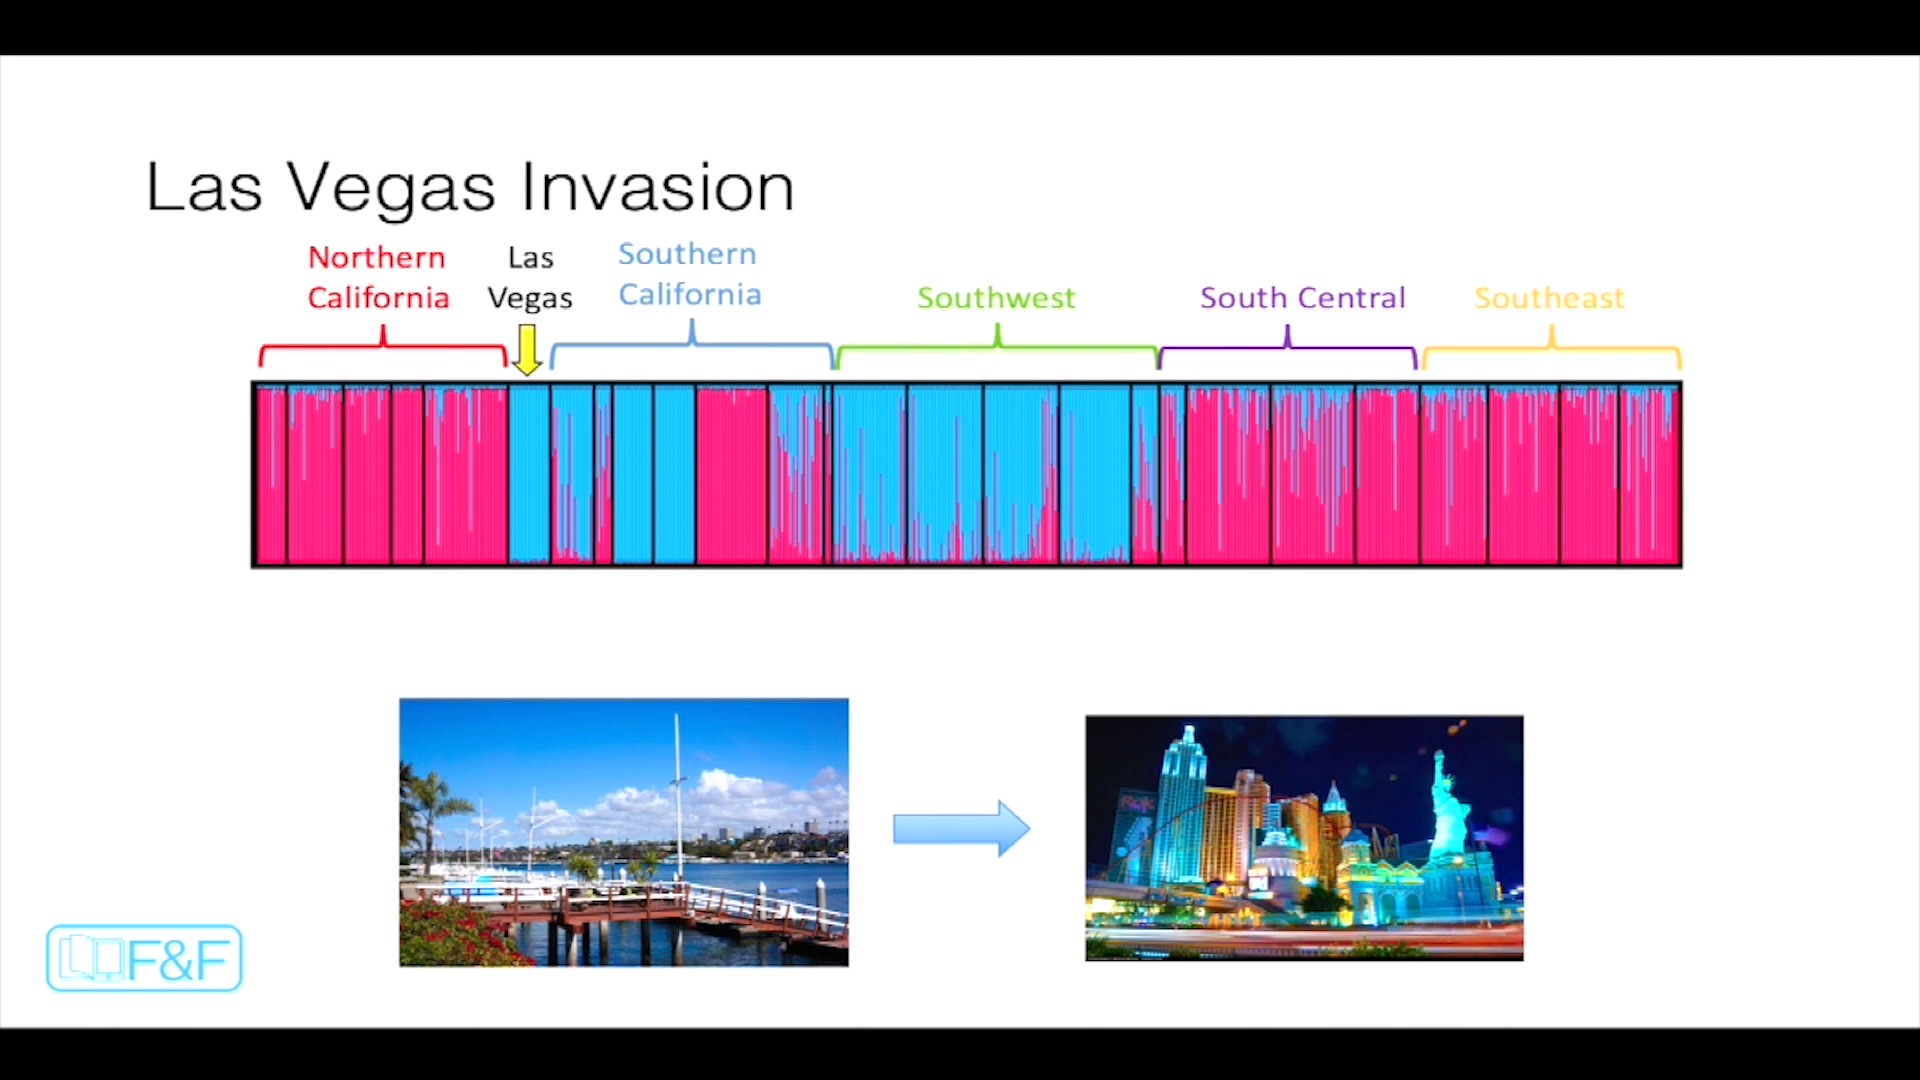 Las Vegas Invasion
Northern
California
Las
Vegas
Southern
California
Southwest
South Central
Southeast
F&F